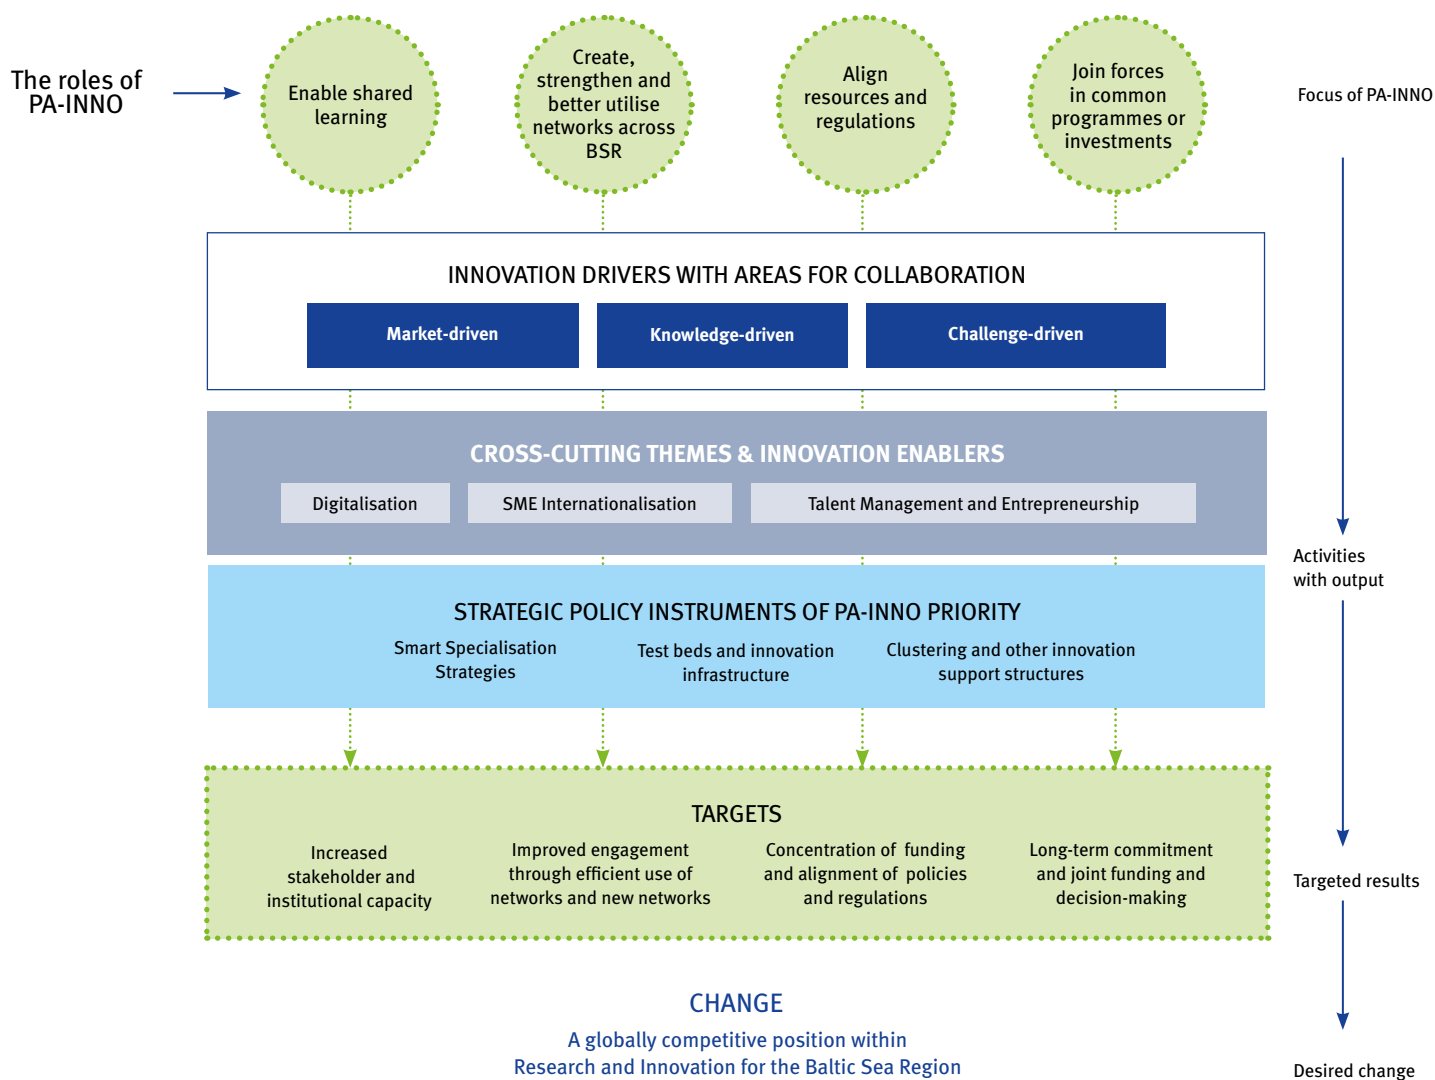 The roles of
PA-INNO
Enable shared
learning
Create,
strengthen and
better utilise
networks across
BSR
Align
resources and
regulations
Join forces
in common
programmes or
investments
Focus of PA-INNO
INNOVATION DRIVERS WITH AREAS FOR COLLABORATION
Market-driven
Knowledge-driven
Challenge-driven
CROSS-CUTTING THEMES & INNOVATION ENABLERS
Digitalisation
SME Internationalisation
Talent Management and Entrepreneurship
Activities
with output
STRATEGIC POLICY INSTRUMENTS OF PA-INNO PRIORITY
Smart Specialisation
Strategies
Test beds and innovation
infrastructure
Clustering and other innovation
support structures
TARGETS
Increased
stakeholder and
institutional capacity
Improved engagement
through efficient use of
networks and new networks
Concentration of funding
and alignment of policies
and regulations
Long-term commitment
and joint funding and
decision-making
Targeted results
CHANGE
A globally competitive position within
Research and Innovation for the Baltic Sea Region
Desired change